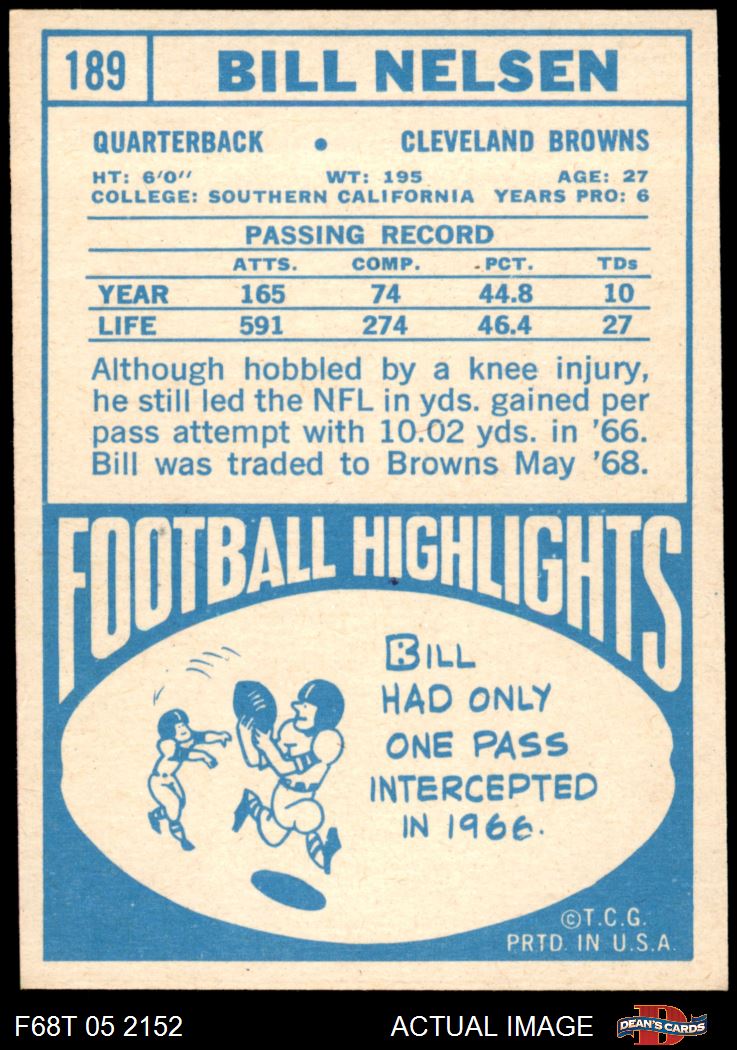 189 BILL NELSEN
QUARTERBACK • CLEVELAND BROWNS
HT: 6'0'' WT: 195 AGE: 27
COLLEGE: SOUTHERN CALIFORNIA YEARS PRO: 6
PASSING RECORD
ATTS. COMP. PCT. TDs
YEAR 165 74 44.8 10
LIFE 591 274 46.4 27
Although hobbled by a knee injury,
he still led the NFL in yds. gained per
pass attempt with 10.02 yds. in '66.
Bill was traded to Browns May '68.
FOOTBALL HIGHLIGHTS
BILL
HAD ONLY
ONE PASS
INTERCEPTED
IN 1966.
©T.C.G.
PRTD. IN U.S.A.
F68T 05 2152 ACTUAL IMAGE D DEAN'S CARDS